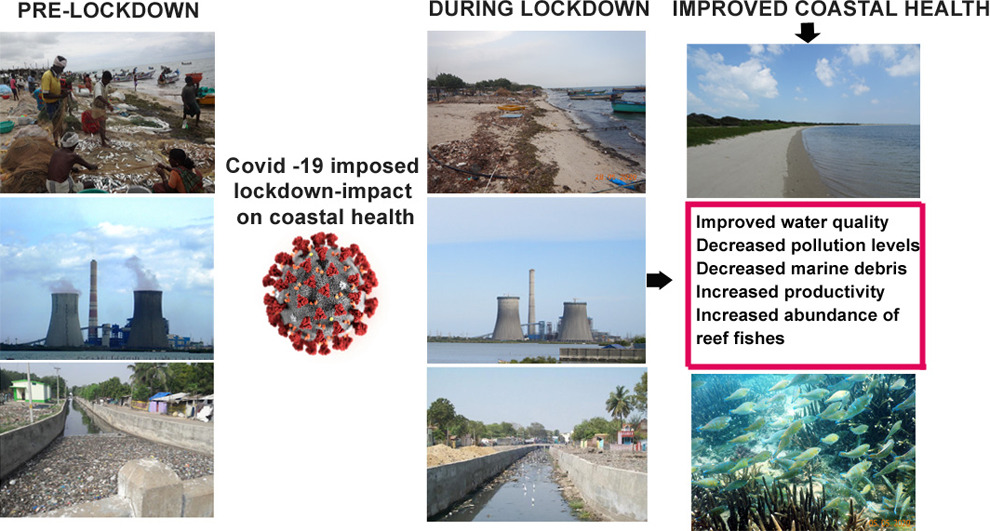 PRE-LOCKDOWN
DURING LOCKDOWN
IMPROVED COASTAL HEALTH
Covid -19 imposed
lockdown-impact
on coastal health
Improved water quality
Decreased pollution levels
Decreased marine debris
Increased productivity
Increased abundance of
reef fishes